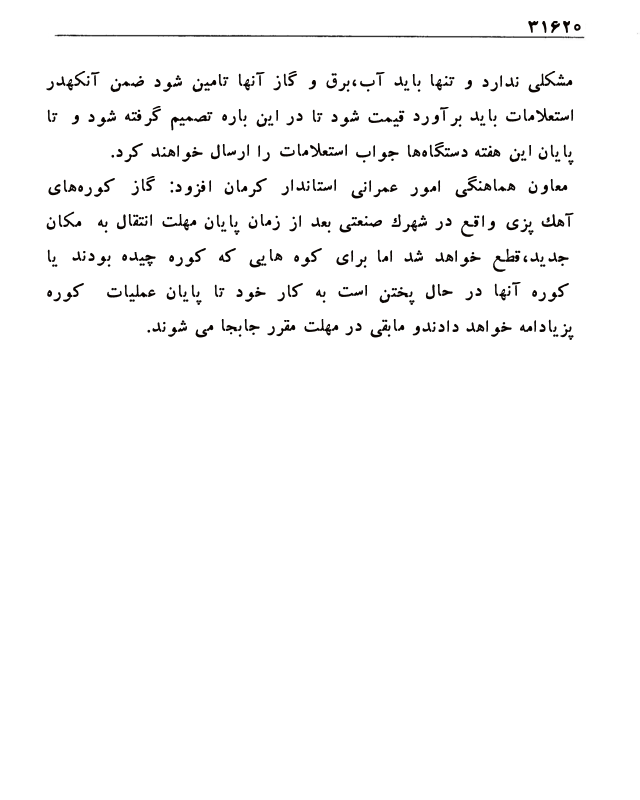 ۳۱۶۲۰
مشکلی ندارد و تنها باید آب،برق و گاز آنها تامین شود ضمن آنکهدر
استعلامات باید برآورد قیمت شود تا در این باره تصمیم گرفته شود و تا
پایان این هفته دستگاه‌ها جواب استعلامات را ارسال خواهند کرد.
معاون هماهنگی امور عمرانی استاندار کرمان افزود: گاز کوره‌های
آهك پزی واقع در شهرك صنعتی بعد از زمان پایان مهلت انتقال به مکان
جدید،قطع خواهد شد اما برای کوه هایی که کوره چیده بودند یا
کوره آنها در حال پختن است به کار خود تا پایان عملیات کوره
پزیادامه خواهد دادندو مابقی در مهلت مقرر جابجا می شوند.